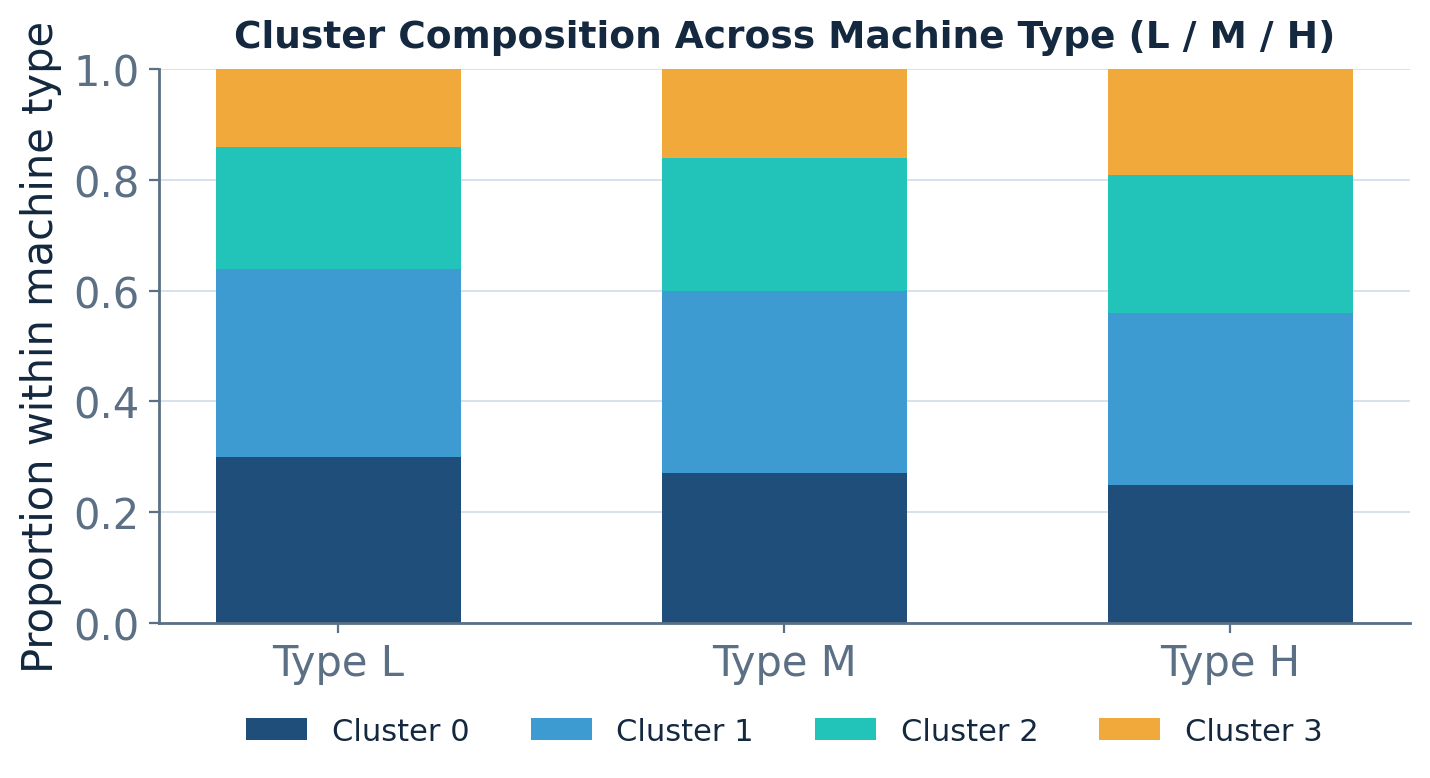 Cluster Composition Across Machine Type (L / M / H)
Proportion within machine type
1.0
0.8
0.6
0.4
0.2
0.0
Type L
Type M
Type H
Cluster 0
Cluster 1
Cluster 2
Cluster 3